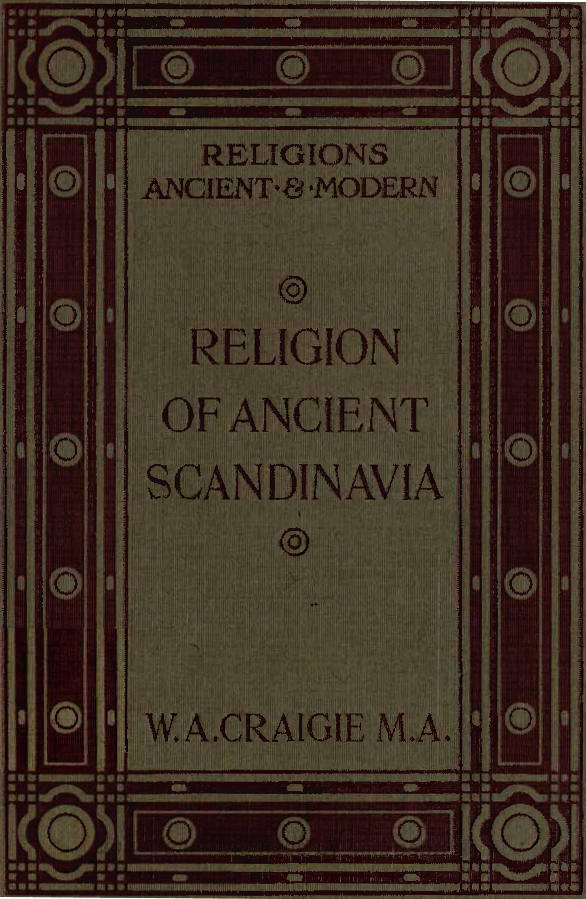 RELIGIONS
ANCIENT·&·MODERN
RELIGION
OF ANCIENT
SCANDINAVIA
W.A.CRAIGIE M.A.